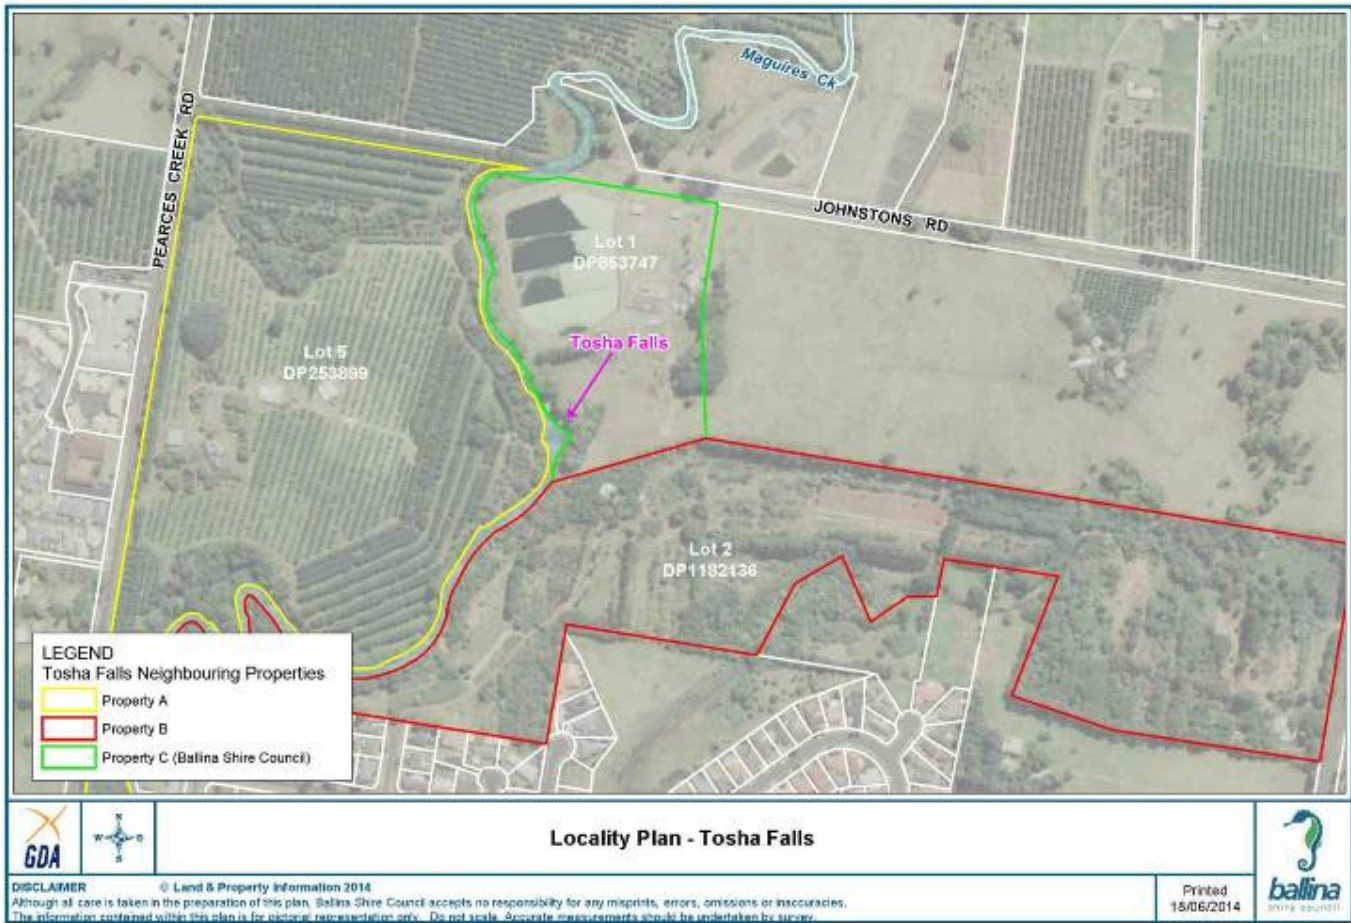 Maguires Ck
PEARCES CREEK RD
JOHNSTONS RD
Lot 1
DP853747
Tosha Falls
Lot 5
DP253899
Lot 2
DP1182136
LEGEND
Tosha Falls Neighbouring Properties
Property A
Property B
Property C (Ballina Shire Council)
GDA
N
W E
S
Locality Plan - Tosha Falls
ballina
shire council
DISCLAIMER © Land & Property Information 2014
Although all care is taken in the preparation of this plan, Ballina Shire Council accepts no responsibility for any misprints, errors, omissions or inaccuracies.
The information contained within this plan is for pictorial representation only. Do not scale. Accurate measurements should be undertaken by survey.
Printed
18/06/2014